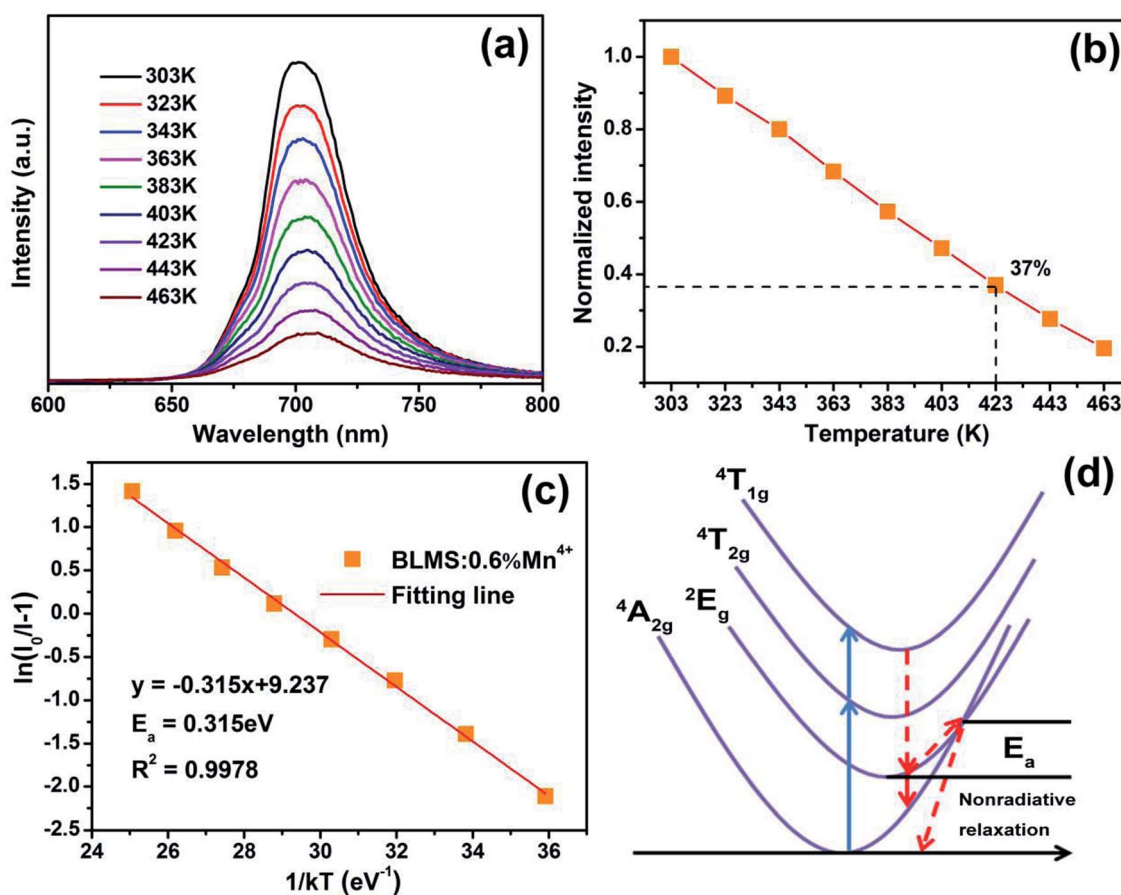 (a)
303K
323K
343K
363K
383K
403K
423K
443K
463K
Intensity (a.u.)
600 650 700 750 800
Wavelength (nm)
(b)
Normalized intensity
1.0
0.8
0.6
0.4
0.2
37%
303 323 343 363 383 403 423 443 463
Temperature (K)
(c)
ln(I₀/I-1)
1.5
1.0
0.5
0.0
-0.5
-1.0
-1.5
-2.0
-2.5
BLMS:0.6%Mn⁴⁺
Fitting line
y = -0.315x+9.237
Eₐ = 0.315eV
R² = 0.9978
24 26 28 30 32 34 36
1/kT (eV⁻¹)
(d)
⁴T₁g
⁴T₂g
²Eg
⁴A₂g
Eₐ
Nonradiative
relaxation